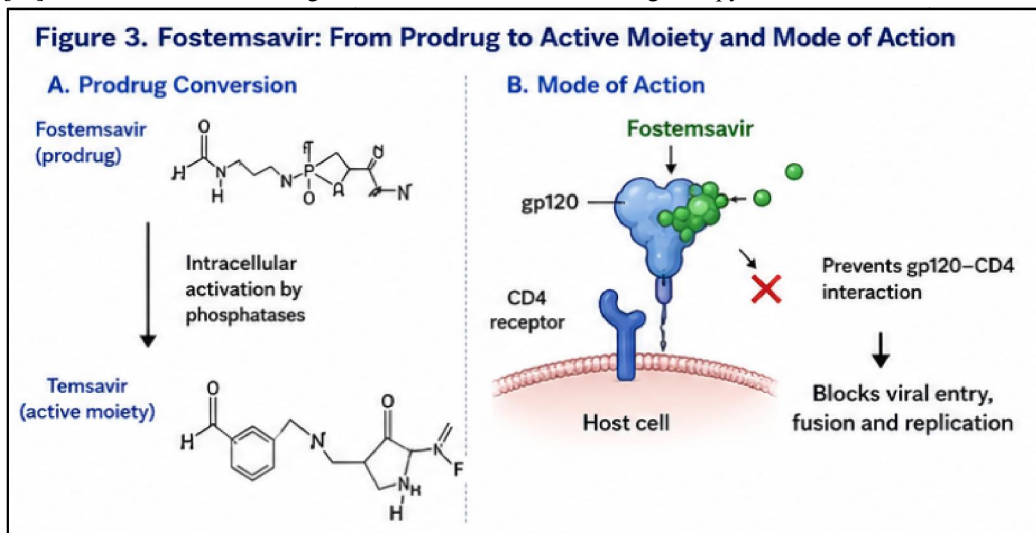 Figure 3. Fostemsavir: From Prodrug to Active Moiety and Mode of Action
A. Prodrug Conversion
Fostemsavir
(prodrug)
O
H
N
H
N
P
O
N
Intracellular
activation by
phosphatases
Temsavir
(active moiety)
O
H
N
O
N
F
N
H
H
B. Mode of Action
Fostemsavir
gp120
CD4
receptor
Host cell
Prevents gp120–CD4
interaction
Blocks viral entry,
fusion and replication